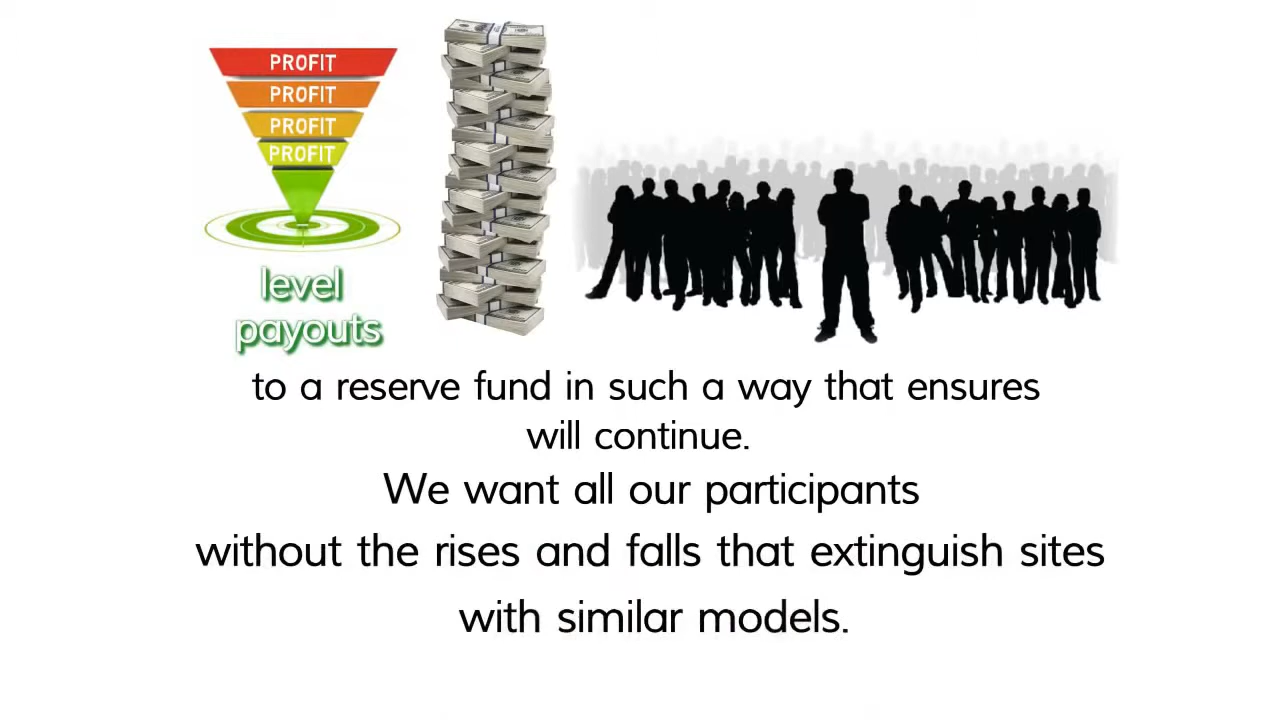 PROFIT
PROFIT
PROFIT
PROFIT
level
payouts
to a reserve fund in such a way that ensures
will continue.
We want all our participants
without the rises and falls that extinguish sites
with similar models.